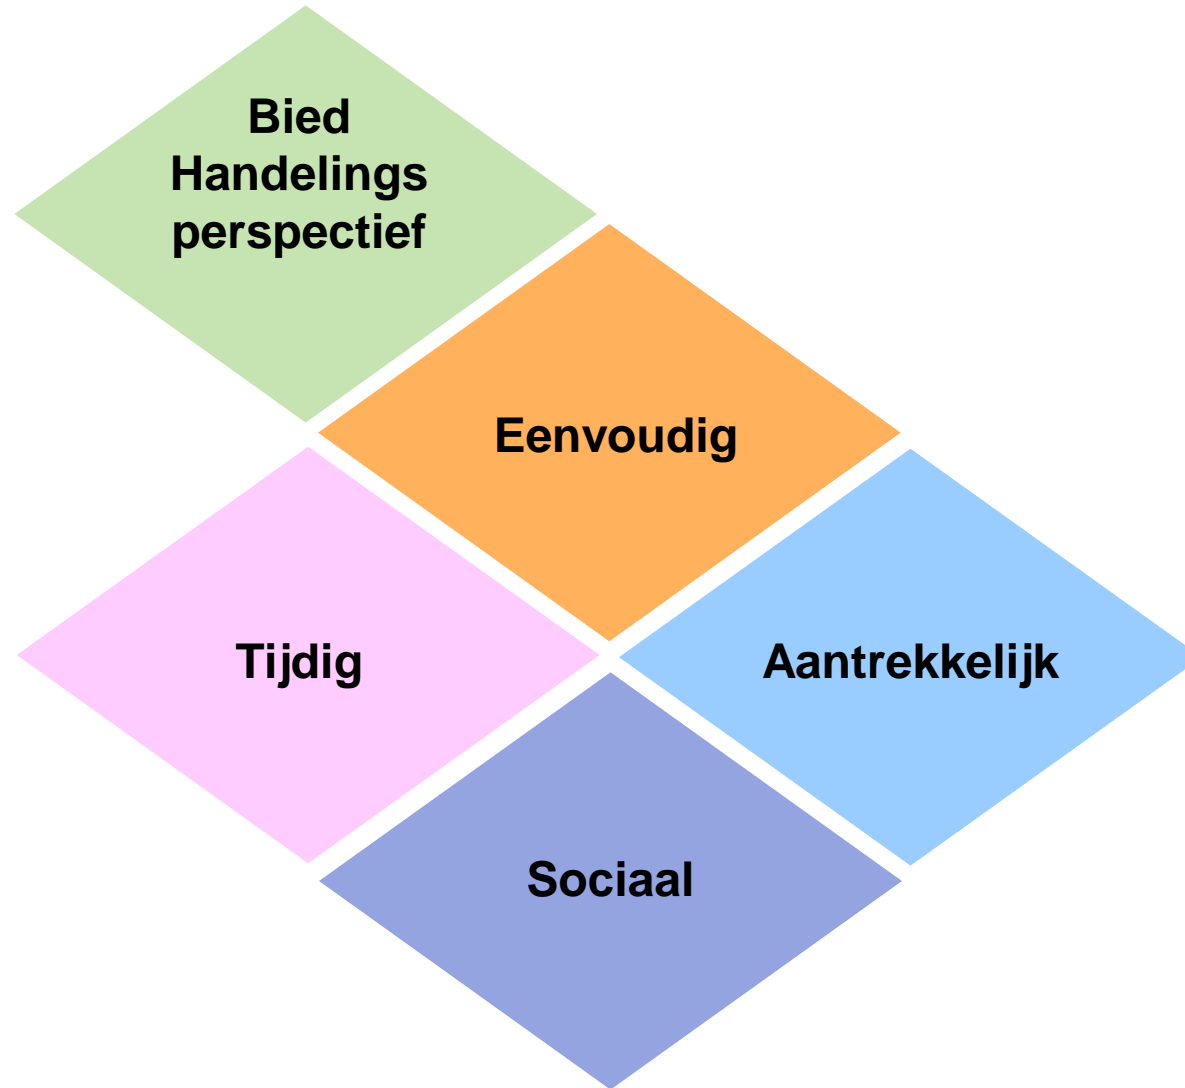 Bied
Handelings
perspectief
Eenvoudig
Tijdig
Aantrekkelijk
Sociaal